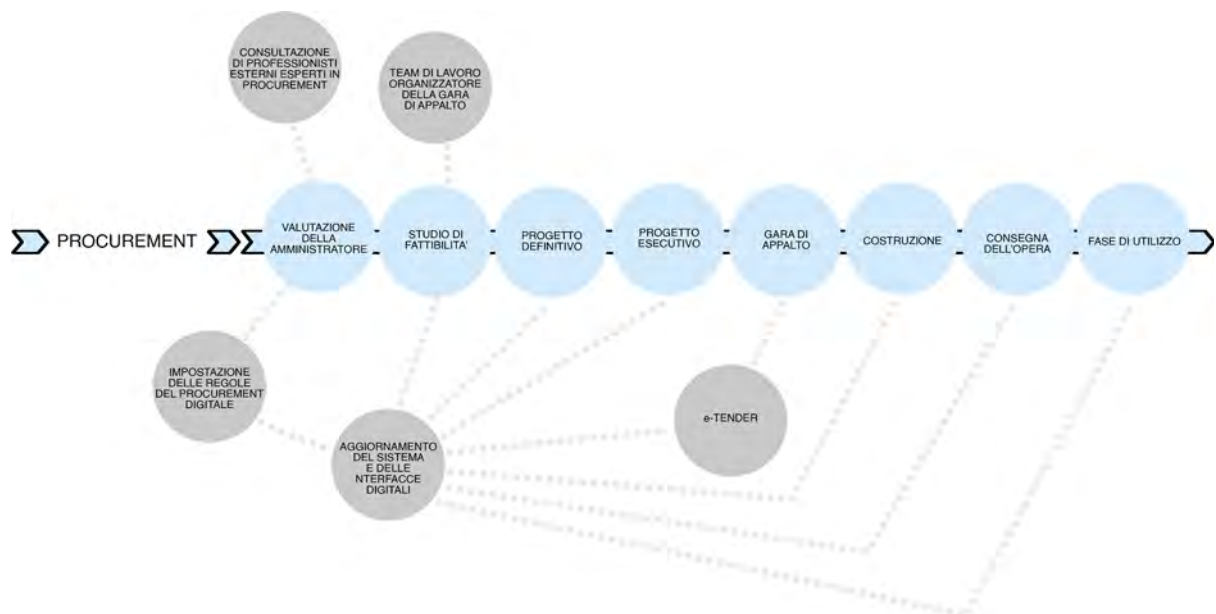 CONSULTAZIONE
DI PROFESSIONISTI
ESTERNI ESPERTI IN
PROCUREMENT
TEAM DI LAVORO
ORGANIZZATORE
DELLA GARA
DI APPALTO
PROCUREMENT
VALUTAZIONE
DELLA
AMMINISTRATORE
STUDIO DI
FATTIBILITA'
PROGETTO
DEFINITIVO
PROGETTO
ESECUTIVO
GARA DI
APPALTO
COSTRUZIONE
CONSEGNA
DELL'OPERA
FASE DI UTILIZZO
IMPOSTAZIONE
DELLE REGOLE
DEL PROCUREMENT
DIGITALE
AGGIORNAMENTO
DEL SISTEMA
E DELLE
NTERFACCE
DIGITALI
e-TENDER